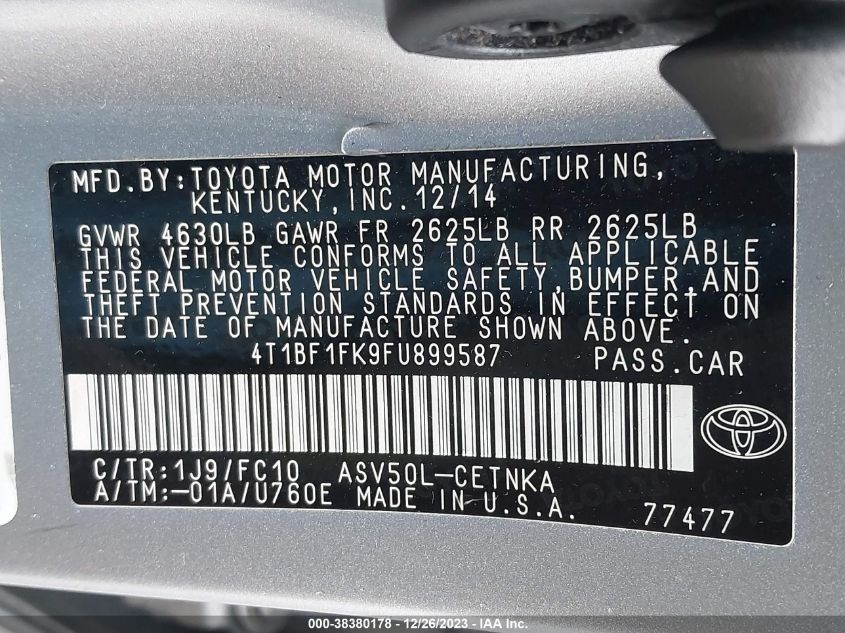 MFD.BY:TOYOTA MOTOR MANUFACTURING,
KENTUCKY,INC.12/14
GVWR 4630LB GAWR FR 2625LB RR 2625LB
THIS VEHICLE CONFORMS TO ALL APPLICABLE
FEDERAL MOTOR VEHICLE SAFETY,BUMPER,AND
THEFT PREVENTION STANDARDS IN EFFECT ON
THE DATE OF MANUFACTURE SHOWN ABOVE.
4T1BF1FK9FU899587 PASS.CAR
C/TR:1J9/FC10 ASV50L-CETNKA
A/TM:-01A/U760E MADE IN U.S.A.
77477
000-38380178 - 12/26/2023 - IAA Inc.